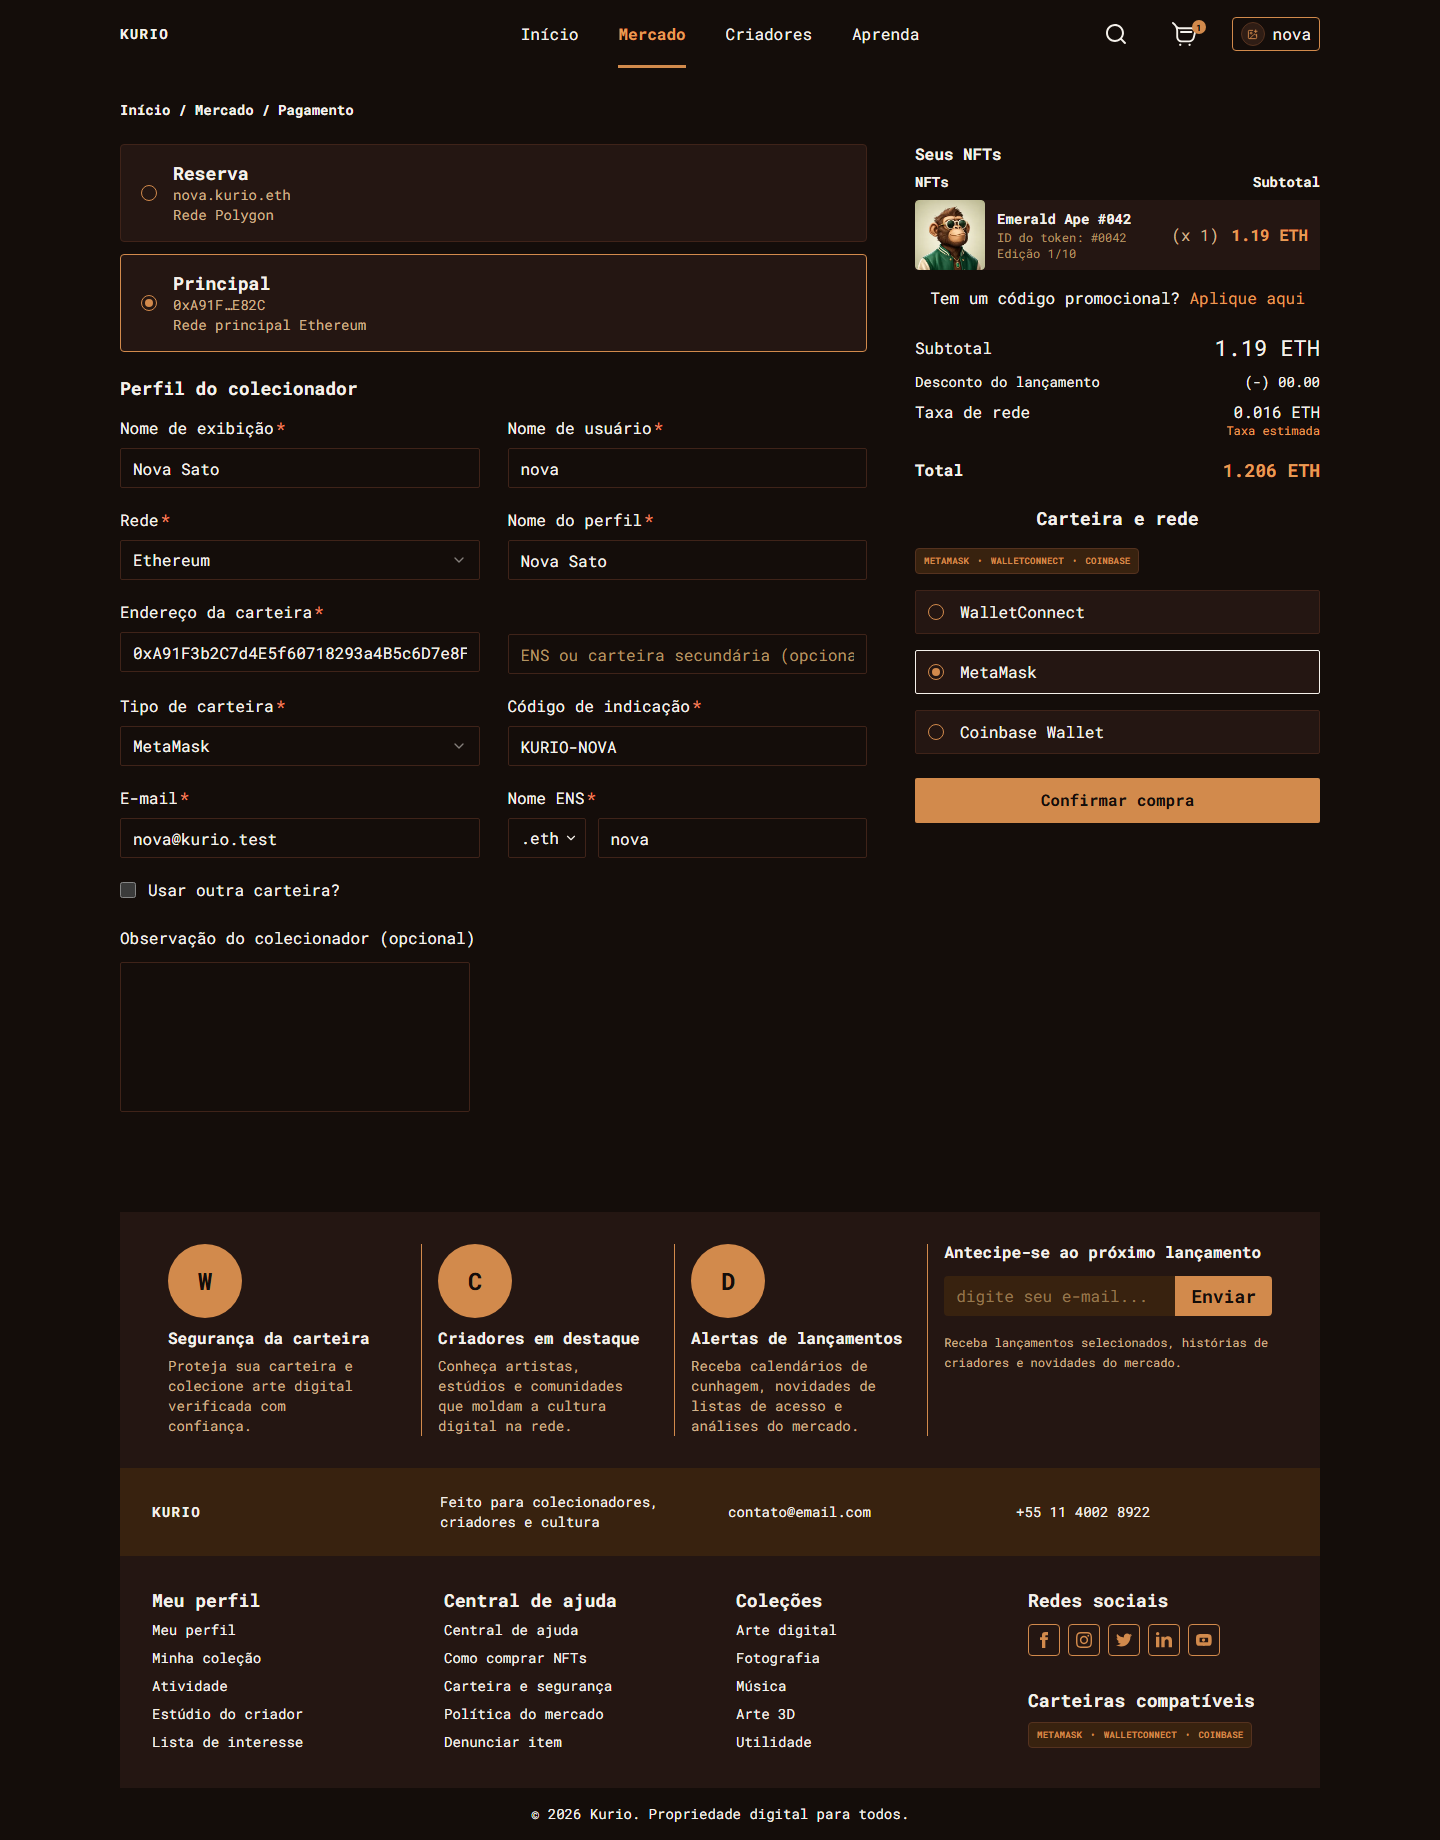 KURIO
Início
Mercado
Criadores
Aprenda
1
nova
Início / Mercado / Pagamento
Reserva
nova.kurio.eth
Rede Polygon
Principal
0xA91F…E82C
Rede principal Ethereum
Perfil do colecionador
Nome de exibição*
Nome de usuário*
Nova Sato
nova
Rede*
Nome do perfil*
Ethereum
Nova Sato
Endereço da carteira*
0xA91F3b2C7d4E5f60718293a4B5c6D7e8F
ENS ou carteira secundária (opciona
Tipo de carteira*
Código de indicação*
MetaMask
KURIO-NOVA
E-mail*
Nome ENS*
nova@kurio.test
.eth
nova
Usar outra carteira?
Observação do colecionador (opcional)
Seus NFTs
NFTs
Subtotal
Emerald Ape #042
ID do token: #0042
Edição 1/10
(x 1) 1.19 ETH
Tem um código promocional? Aplique aqui
Subtotal
1.19 ETH
Desconto do lançamento
(-) 00.00
Taxa de rede
0.016 ETH
Taxa estimada
Total
1.206 ETH
Carteira e rede
METAMASK · WALLETCONNECT · COINBASE
WalletConnect
MetaMask
Coinbase Wallet
Confirmar compra
W
Segurança da carteira
Proteja sua carteira e
colecione arte digital
verificada com
confiança.
C
Criadores em destaque
Conheça artistas,
estúdios e comunidades
que moldam a cultura
digital na rede.
D
Alertas de lançamentos
Receba calendários de
cunhagem, novidades de
listas de acesso e
análises do mercado.
Antecipe-se ao próximo lançamento
digite seu e-mail...
Enviar
Receba lançamentos selecionados, histórias de
criadores e novidades do mercado.
KURIO
Feito para colecionadores,
criadores e cultura
contato@email.com
+55 11 4002 8922
Meu perfil
Meu perfil
Minha coleção
Atividade
Estúdio do criador
Lista de interesse
Central de ajuda
Central de ajuda
Como comprar NFTs
Carteira e segurança
Política do mercado
Denunciar item
Coleções
Arte digital
Fotografia
Música
Arte 3D
Utilidade
Redes sociais
Carteiras compatíveis
METAMASK · WALLETCONNECT · COINBASE
© 2026 Kurio. Propriedade digital para todos.